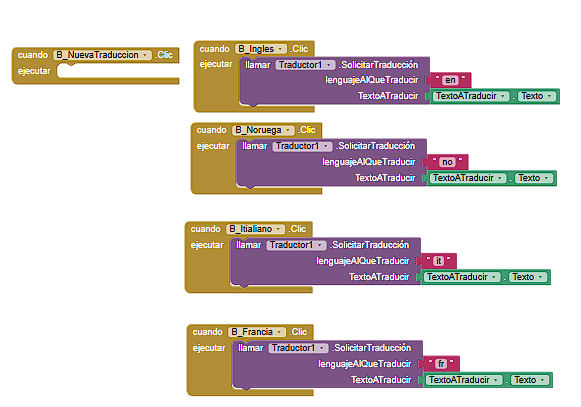 cuando B_NuevaTraduccion .Clic
ejecutar
cuando B_Ingles .Clic
ejecutar llamar Traductor1 .SolicitarTraducción
lenguajeAlQueTraducir " en "
TextoATraducir TextoATraducir . Texto
cuando B_Noruega .Clic
ejecutar llamar Traductor1 .SolicitarTraducción
lenguajeAlQueTraducir " no "
TextoATraducir TextoATraducir . Texto
cuando B_Itialiano .Clic
ejecutar llamar Traductor1 .SolicitarTraducción
lenguajeAlQueTraducir " it "
TextoATraducir TextoATraducir . Texto
cuando B_Francia .Clic
ejecutar llamar Traductor1 .SolicitarTraducción
lenguajeAlQueTraducir " fr "
TextoATraducir TextoATraducir . Texto